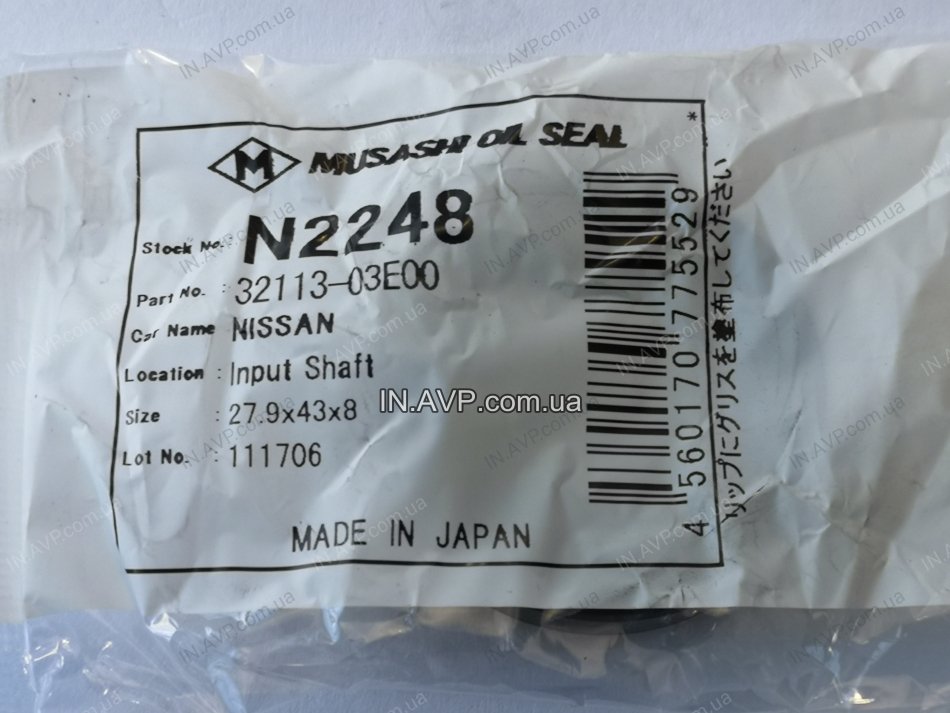 M MUSASHI OIL SEAL
*
Stock No. : N2248
Part No. : 32113-03E00
Car Name : NISSAN
Location : Input Shaft
Size : 27.9x43x8
Lot No. : 111706
MADE IN JAPAN
4 560170 775529
リップにグリスを塗布してください
IN.AVP.com.ua